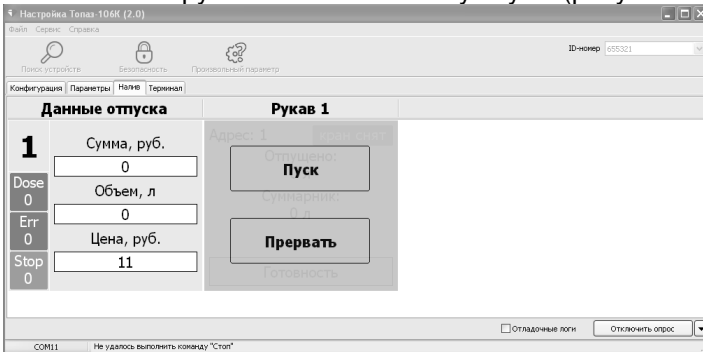 Настройка Топаз-106К (2.0)
Файл Сервис Справка
Поиск устройств Безопасность Произвольный параметр
ID-номер 655321
Конфигурация Параметры Налив Терминал
Данные отпуска Рукав 1
1
Сумма, руб.
0
Dose
0
Объем, л
0
Err
0
Цена, руб.
11
Stop
0
Адрес: 1
Отпущено:
Пуск
Суммарник:
0 л
Прервать
Готовность
Отладочные логи Отключить опрос
COM11 Не удалось выполнить команду "Стоп"